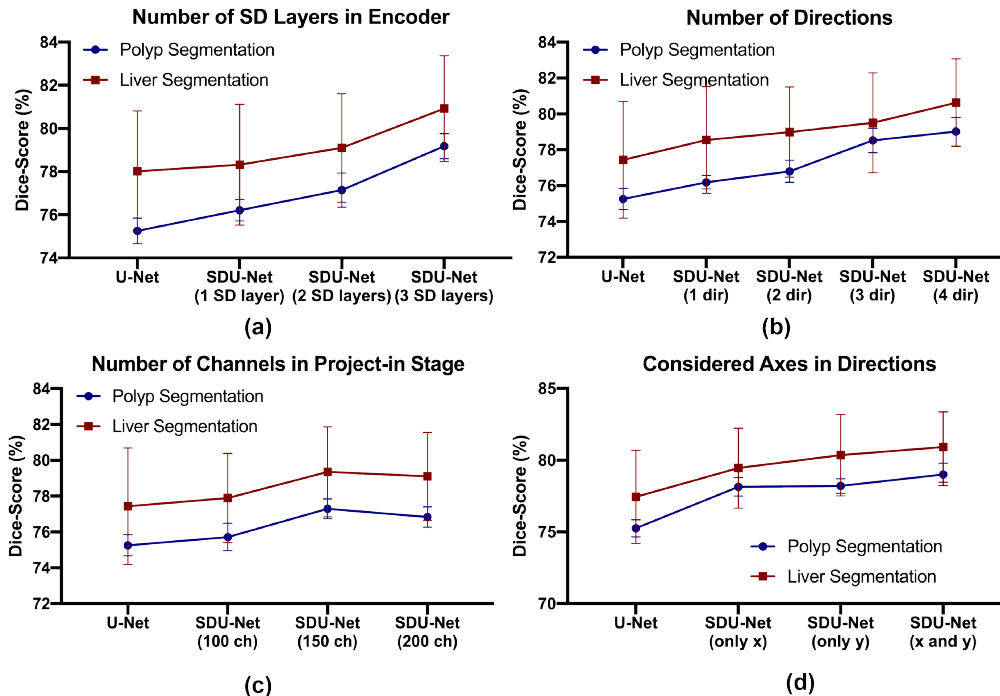 Number of SD Layers in Encoder
84
82
80
78
76
74
Dice-Score (%)
Polyp Segmentation
Liver Segmentation
U-Net
SDU-Net
(1 SD layer)
SDU-Net
(2 SD layers)
SDU-Net
(3 SD layers)
(a)
Number of Directions
84
82
80
78
76
74
72
Dice-Score (%)
Polyp Segmentation
Liver Segmentation
U-Net
SDU-Net
(1 dir)
SDU-Net
(2 dir)
SDU-Net
(3 dir)
SDU-Net
(4 dir)
(b)
Number of Channels in Project-in Stage
84
82
80
78
76
74
72
Dice-Score (%)
Polyp Segmentation
Liver Segmentation
U-Net
SDU-Net
(100 ch)
SDU-Net
(150 ch)
SDU-Net
(200 ch)
(c)
Considered Axes in Directions
85
80
75
70
Dice-Score (%)
Polyp Segmentation
Liver Segmentation
U-Net
SDU-Net
(only x)
SDU-Net
(only y)
SDU-Net
(x and y)
(d)